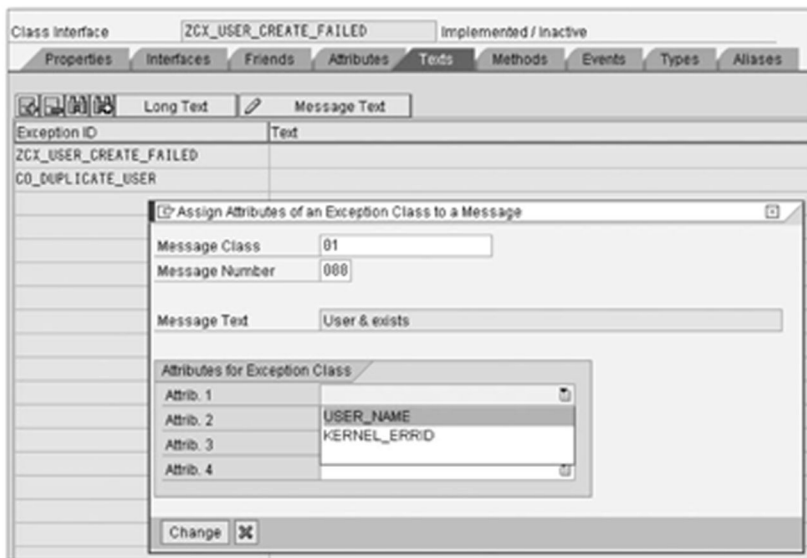 Class Interface ZCX_USER_CREATE_FAILED Implemented / Inactive
Properties Interfaces Friends Attributes Texts Methods Events Types Aliases
Long Text Message Text
Exception ID Text
ZCX_USER_CREATE_FAILED
CO_DUPLICATE_USER
Assign Attributes of an Exception Class to a Message
Message Class 01
Message Number 088
Message Text User & exists
Attributes for Exception Class
Attrib. 1
Attrib. 2 USER_NAME
Attrib. 3 KERNEL_ERRID
Attrib. 4
Change